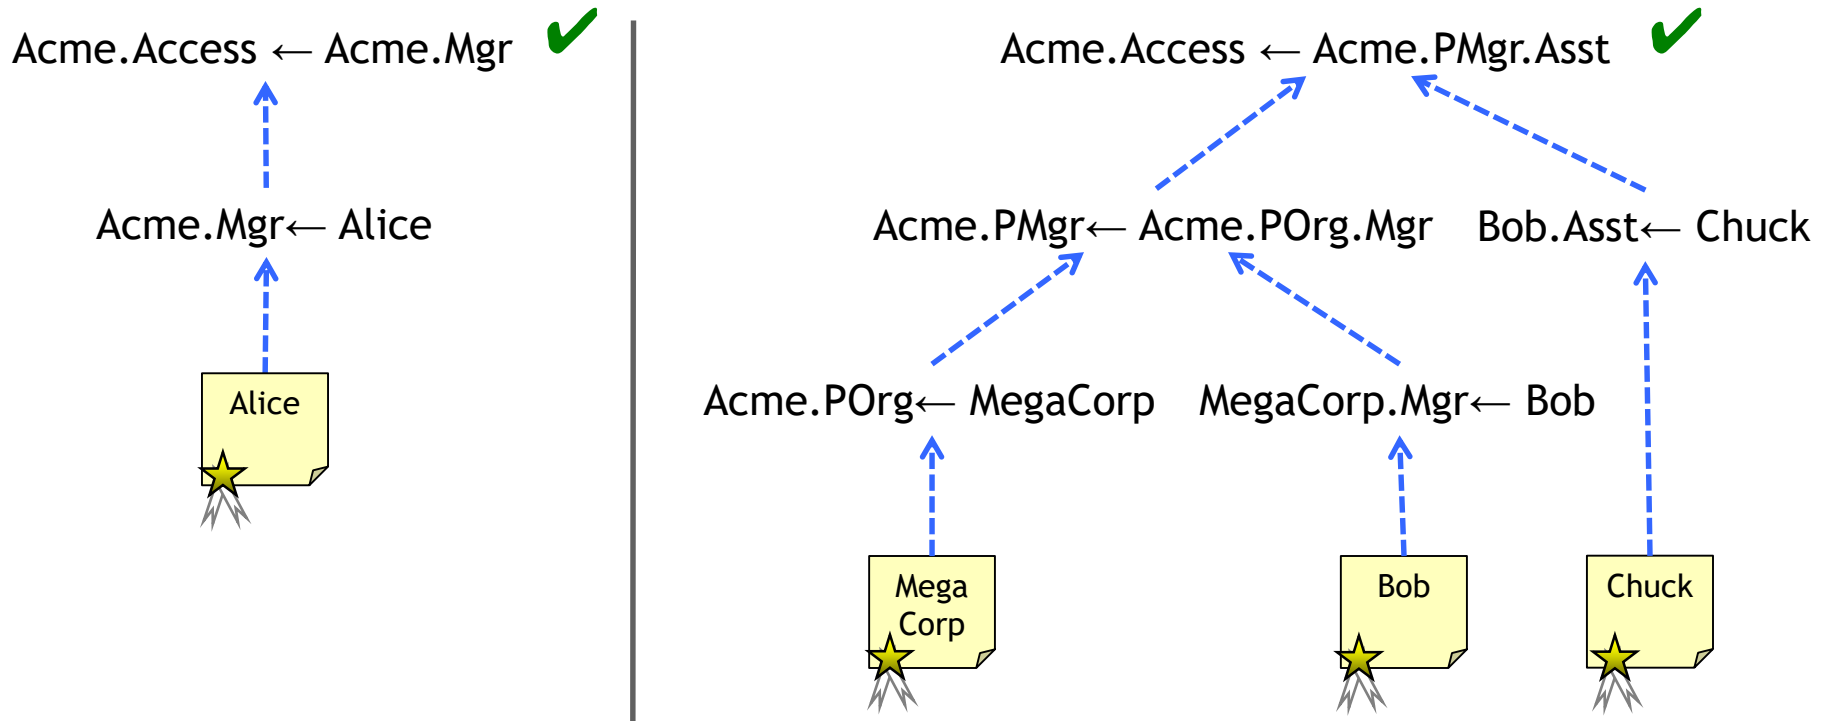 Acme.Access ← Acme.Mgr
Acme.Mgr← Alice
Alice
Acme.Access ← Acme.PMgr.Asst
Acme.PMgr← Acme.POrg.Mgr
Bob.Asst← Chuck
Acme.POrg← MegaCorp
MegaCorp.Mgr← Bob
Mega
Corp
Bob
Chuck